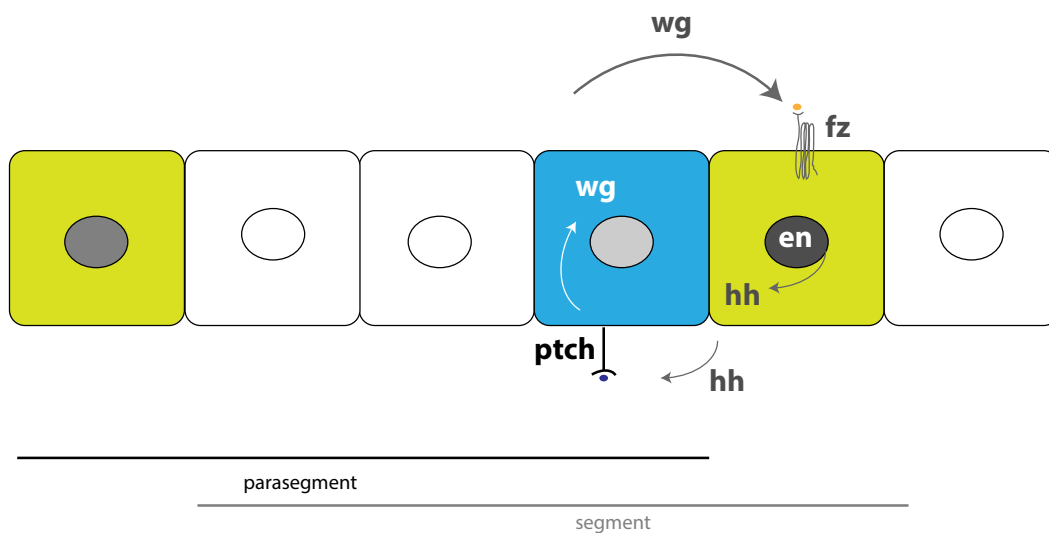 wg
fz
wg
en
hh
ptch
hh
parasegment
segment